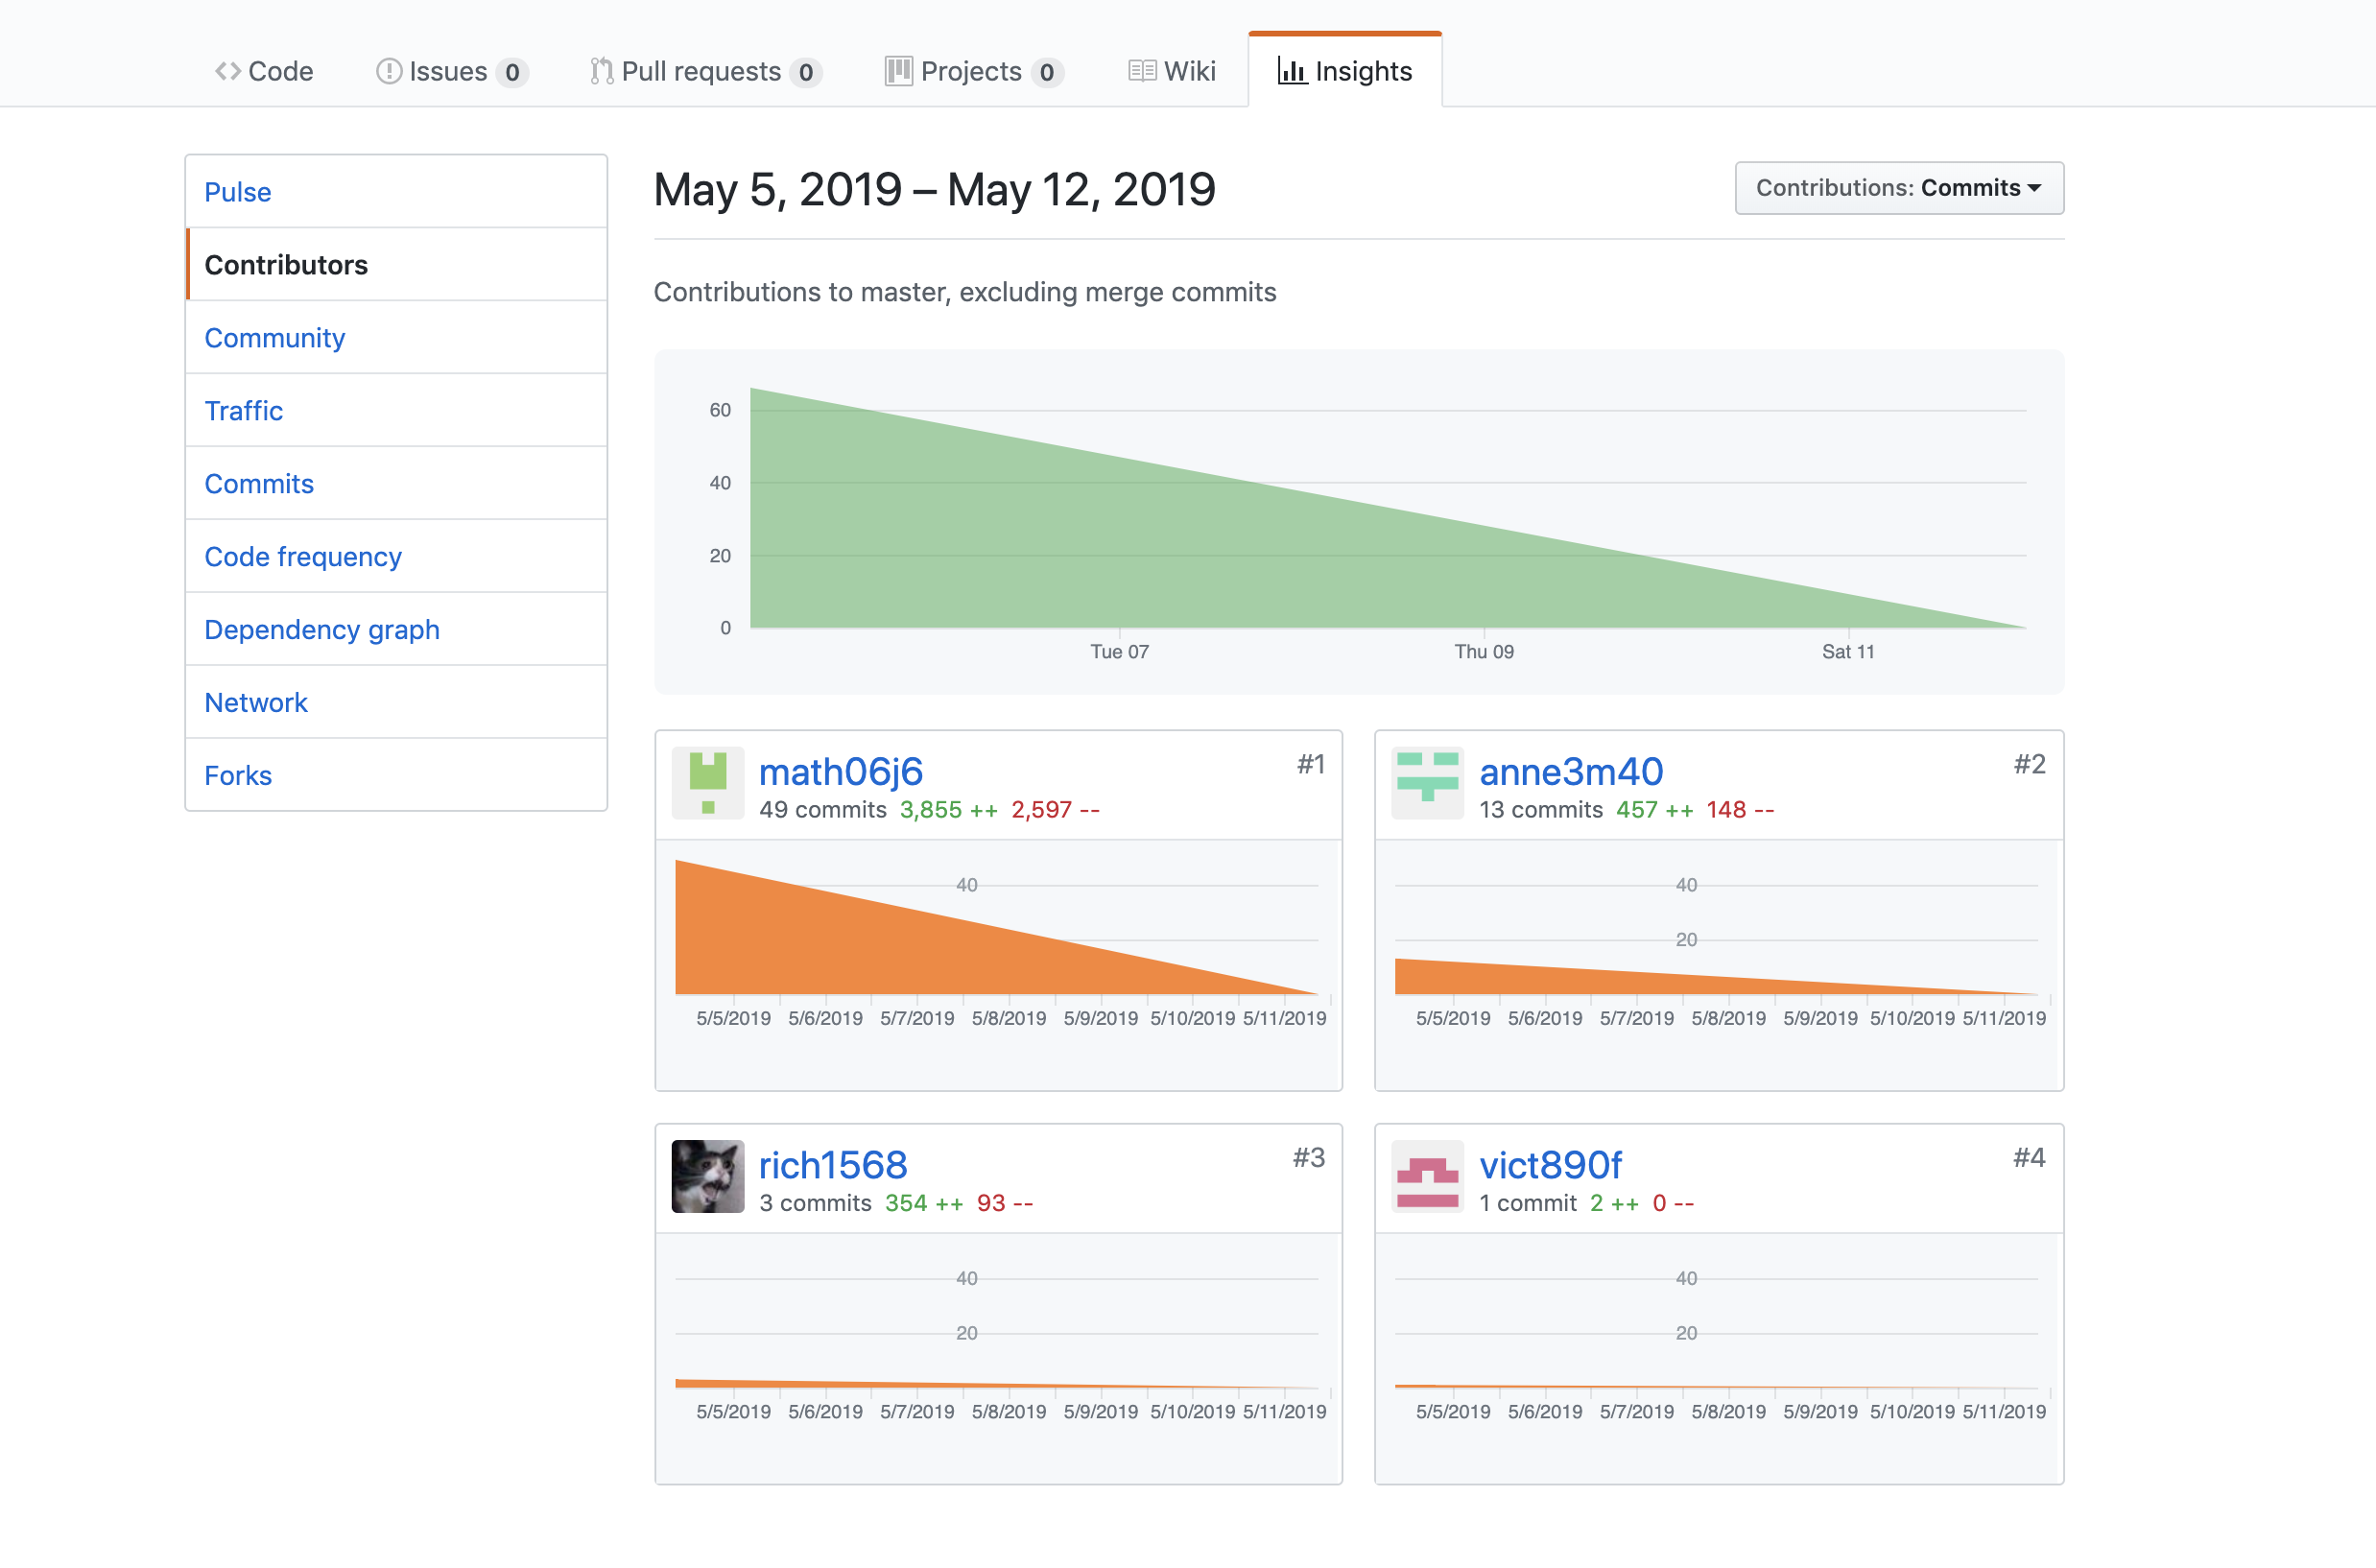 Code Issues 0 Pull requests 0 Projects 0 Wiki Insights
Pulse
Contributors
Community
Traffic
Commits
Code frequency
Dependency graph
Network
Forks
May 5, 2019 – May 12, 2019
Contributions: Commits
Contributions to master, excluding merge commits
60
40
20
0
Tue 07 Thu 09 Sat 11
math06j6 #1
49 commits 3,855 ++ 2,597 --
40
5/5/2019 5/6/2019 5/7/2019 5/8/2019 5/9/2019 5/10/2019 5/11/2019
anne3m40 #2
13 commits 457 ++ 148 --
40
20
5/5/2019 5/6/2019 5/7/2019 5/8/2019 5/9/2019 5/10/2019 5/11/2019
rich1568 #3
3 commits 354 ++ 93 --
40
20
5/5/2019 5/6/2019 5/7/2019 5/8/2019 5/9/2019 5/10/2019 5/11/2019
vict890f #4
1 commit 2 ++ 0 --
40
20
5/5/2019 5/6/2019 5/7/2019 5/8/2019 5/9/2019 5/10/2019 5/11/2019